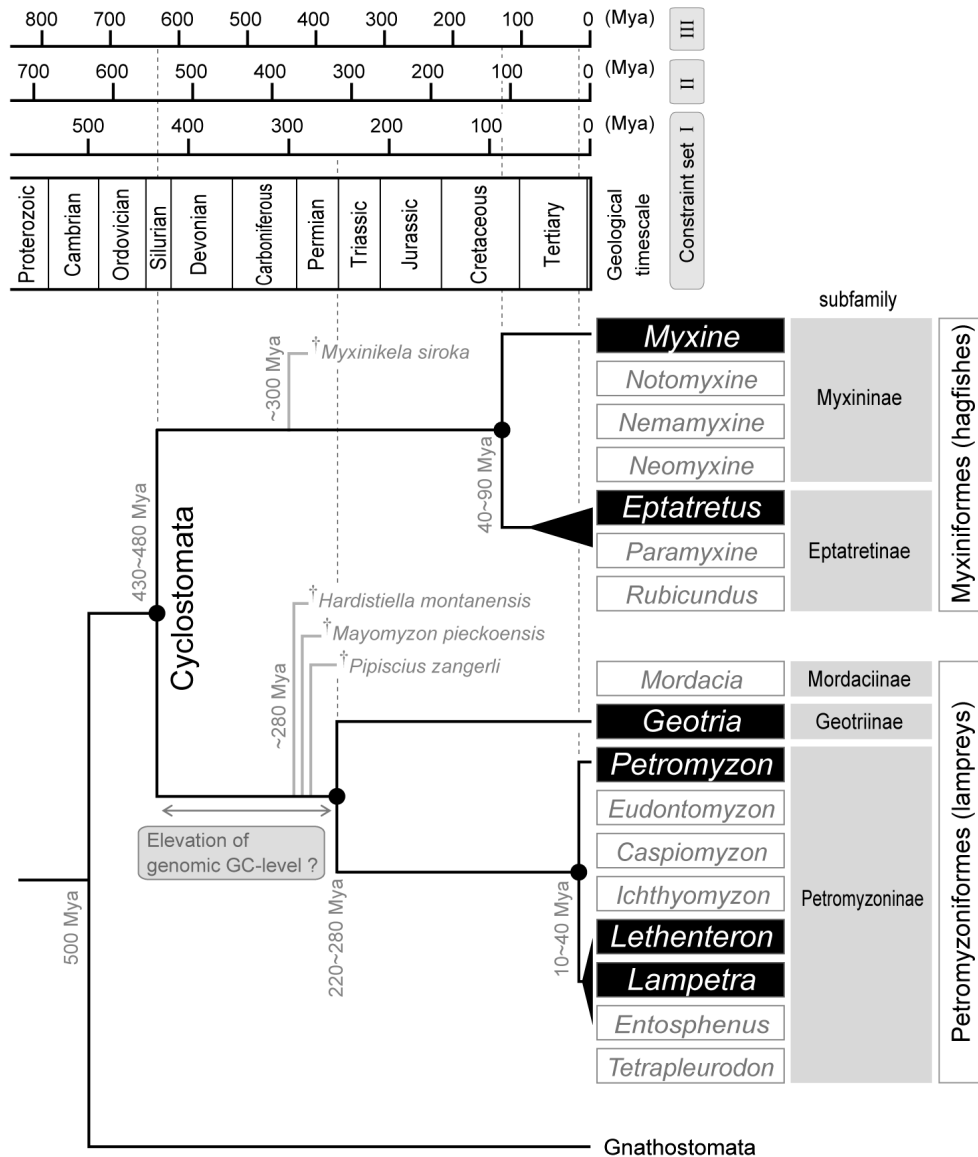 800 700 600 500 400 300 200 100 0 (Mya) III
700 600 500 400 300 200 100 0 (Mya) II
500 400 300 200 100 0 (Mya)
Constraint set I
Proterozoic
Cambrian
Ordovician
Silurian
Devonian
Carboniferous
Permian
Triassic
Jurassic
Cretaceous
Tertiary
Geological
timescale
subfamily
Myxine
Notomyxine
Nemamyxine
Neomyxine
Eptatretus
Paramyxine
Rubicundus
Myxininae
Eptatretinae
Myxiniformes (hagfishes)
†Myxinikela siroka
~300 Mya
40~90 Mya
430~480 Mya
Cyclostomata
†Hardistiella montanensis
†Mayomyzon pieckoensis
†Pipiscius zangerli
~280 Mya
Elevation of
genomic GC-level ?
220~280 Mya
10~40 Mya
500 Mya
Mordacia
Geotria
Petromyzon
Eudontomyzon
Caspiomyzon
Ichthyomyzon
Lethenteron
Lampetra
Entosphenus
Tetrapleurodon
Mordaciinae
Geotriinae
Petromyzoninae
Petromyzoniformes (lampreys)
Gnathostomata